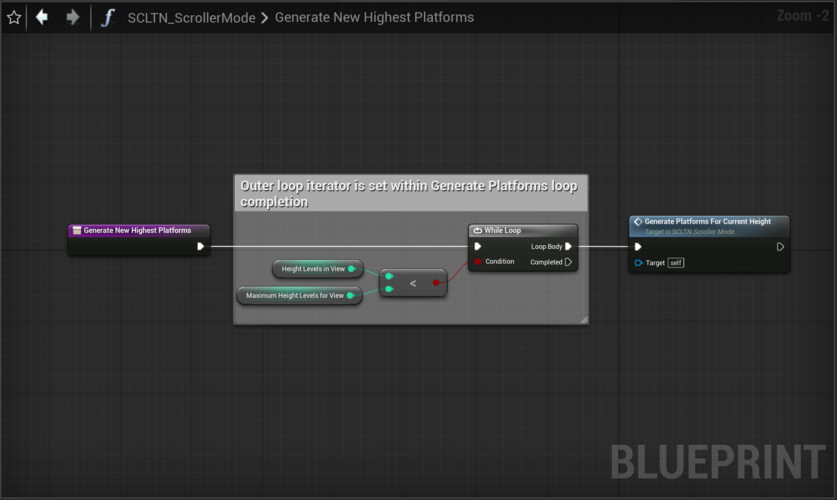 SCLTN_ScrollerMode > Generate New Highest Platforms
Zoom -2
Outer loop iterator is set within Generate Platforms loop
completion
Generate New Highest Platforms
While Loop
Loop Body
Condition
Completed
Height Levels in View
Maximum Height Levels for View
<
Generate Platforms For Current Height
Target is SCLTN Scroller Mode
Target self
BLUEPRINT